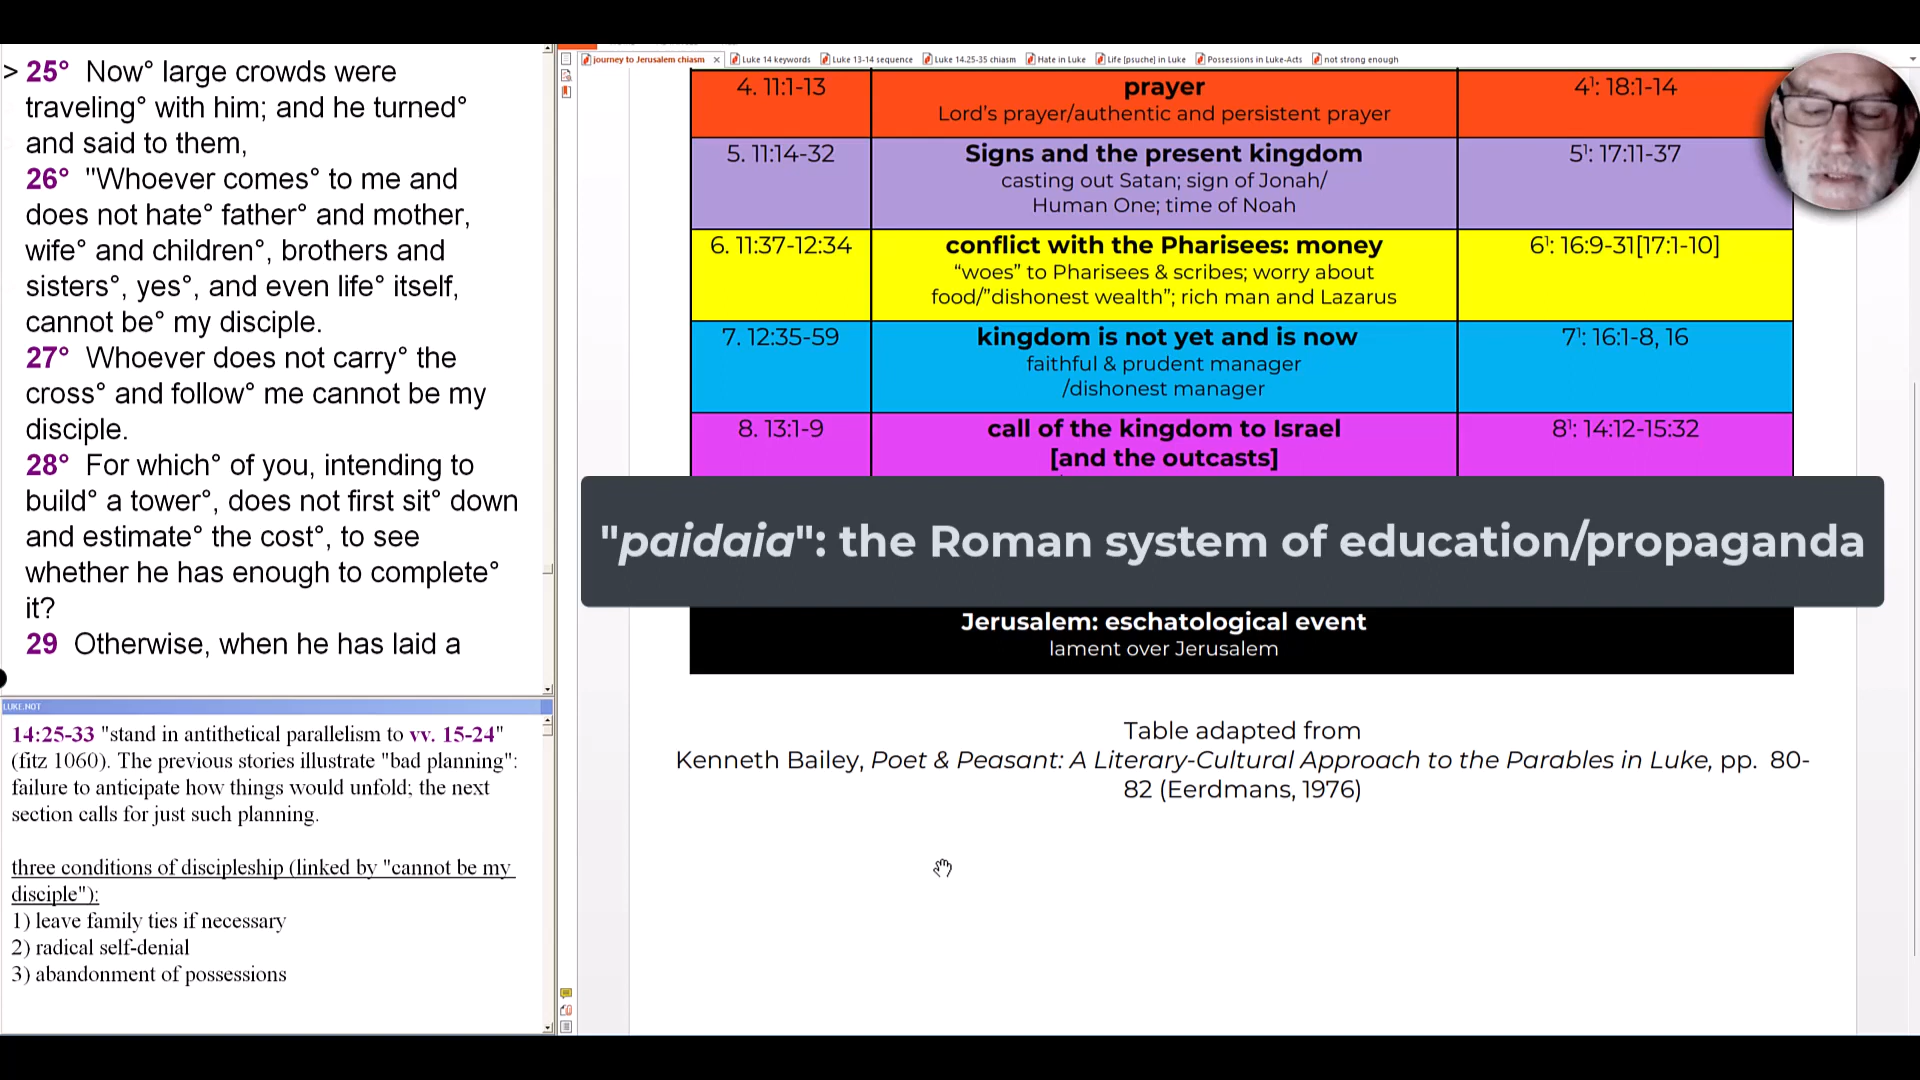 > 25° Now° large crowds were
traveling° with him; and he turned°
and said to them,
26° "Whoever comes° to me and
does not hate° father° and mother,
wife° and children°, brothers and
sisters°, yes°, and even life° itself,
cannot be° my disciple.
27° Whoever does not carry° the
cross° and follow° me cannot be my
disciple.
28° For which° of you, intending to
build° a tower°, does not first sit° down
and estimate° the cost°, to see
whether he has enough to complete°
it?
29 Otherwise, when he has laid a
LUKE.NOT
14:25-33 "stand in antithetical parallelism to vv. 15-24"
(fitz 1060). The previous stories illustrate "bad planning":
failure to anticipate how things would unfold; the next
section calls for just such planning.
three conditions of discipleship (linked by "cannot be my
disciple"):
1) leave family ties if necessary
2) radical self-denial
3) abandonment of possessions
journey to Jerusalem chiasm × Luke 14 keywords Luke 13-14 sequence Luke 14.25-35 chiasm Hate in Luke Life [psuche] in Luke Possessions in Luke-Acts not strong enough
4. 11:1-13 prayer 4¹: 18:1-14
Lord's prayer/authentic and persistent prayer
5. 11:14-32 Signs and the present kingdom 5¹: 17:11-37
casting out Satan; sign of Jonah/
Human One; time of Noah
6. 11:37-12:34 conflict with the Pharisees: money 6¹: 16:9-31[17:1-10]
“woes” to Pharisees & scribes; worry about
food/”dishonest wealth”; rich man and Lazarus
7. 12:35-59 kingdom is not yet and is now 7¹: 16:1-8, 16
faithful & prudent manager
/dishonest manager
8. 13:1-9 call of the kingdom to Israel 8¹: 14:12-15:32
[and the outcasts]
"paidaia": the Roman system of education/propaganda
Jerusalem: eschatological event
lament over Jerusalem
Table adapted from
Kenneth Bailey, Poet & Peasant: A Literary-Cultural Approach to the Parables in Luke, pp. 80-
82 (Eerdmans, 1976)